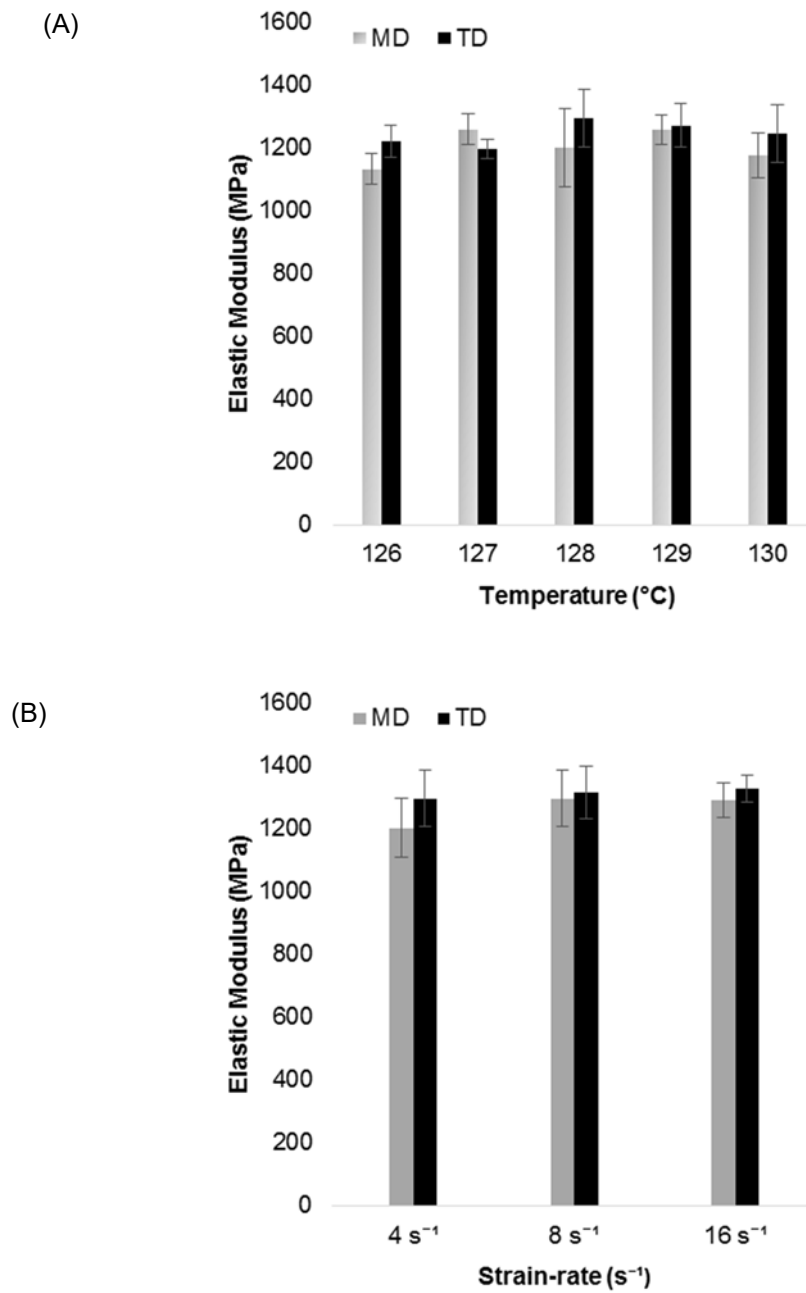 (A)
1600
MD TD
1400
1200
1000
800
600
400
200
0
Elastic Modulus (MPa)
126 127 128 129 130
Temperature (°C)
(B)
1600
MD TD
1400
1200
1000
800
600
400
200
0
Elastic Modulus (MPa)
4 s⁻¹ 8 s⁻¹ 16 s⁻¹
Strain-rate (s⁻¹)